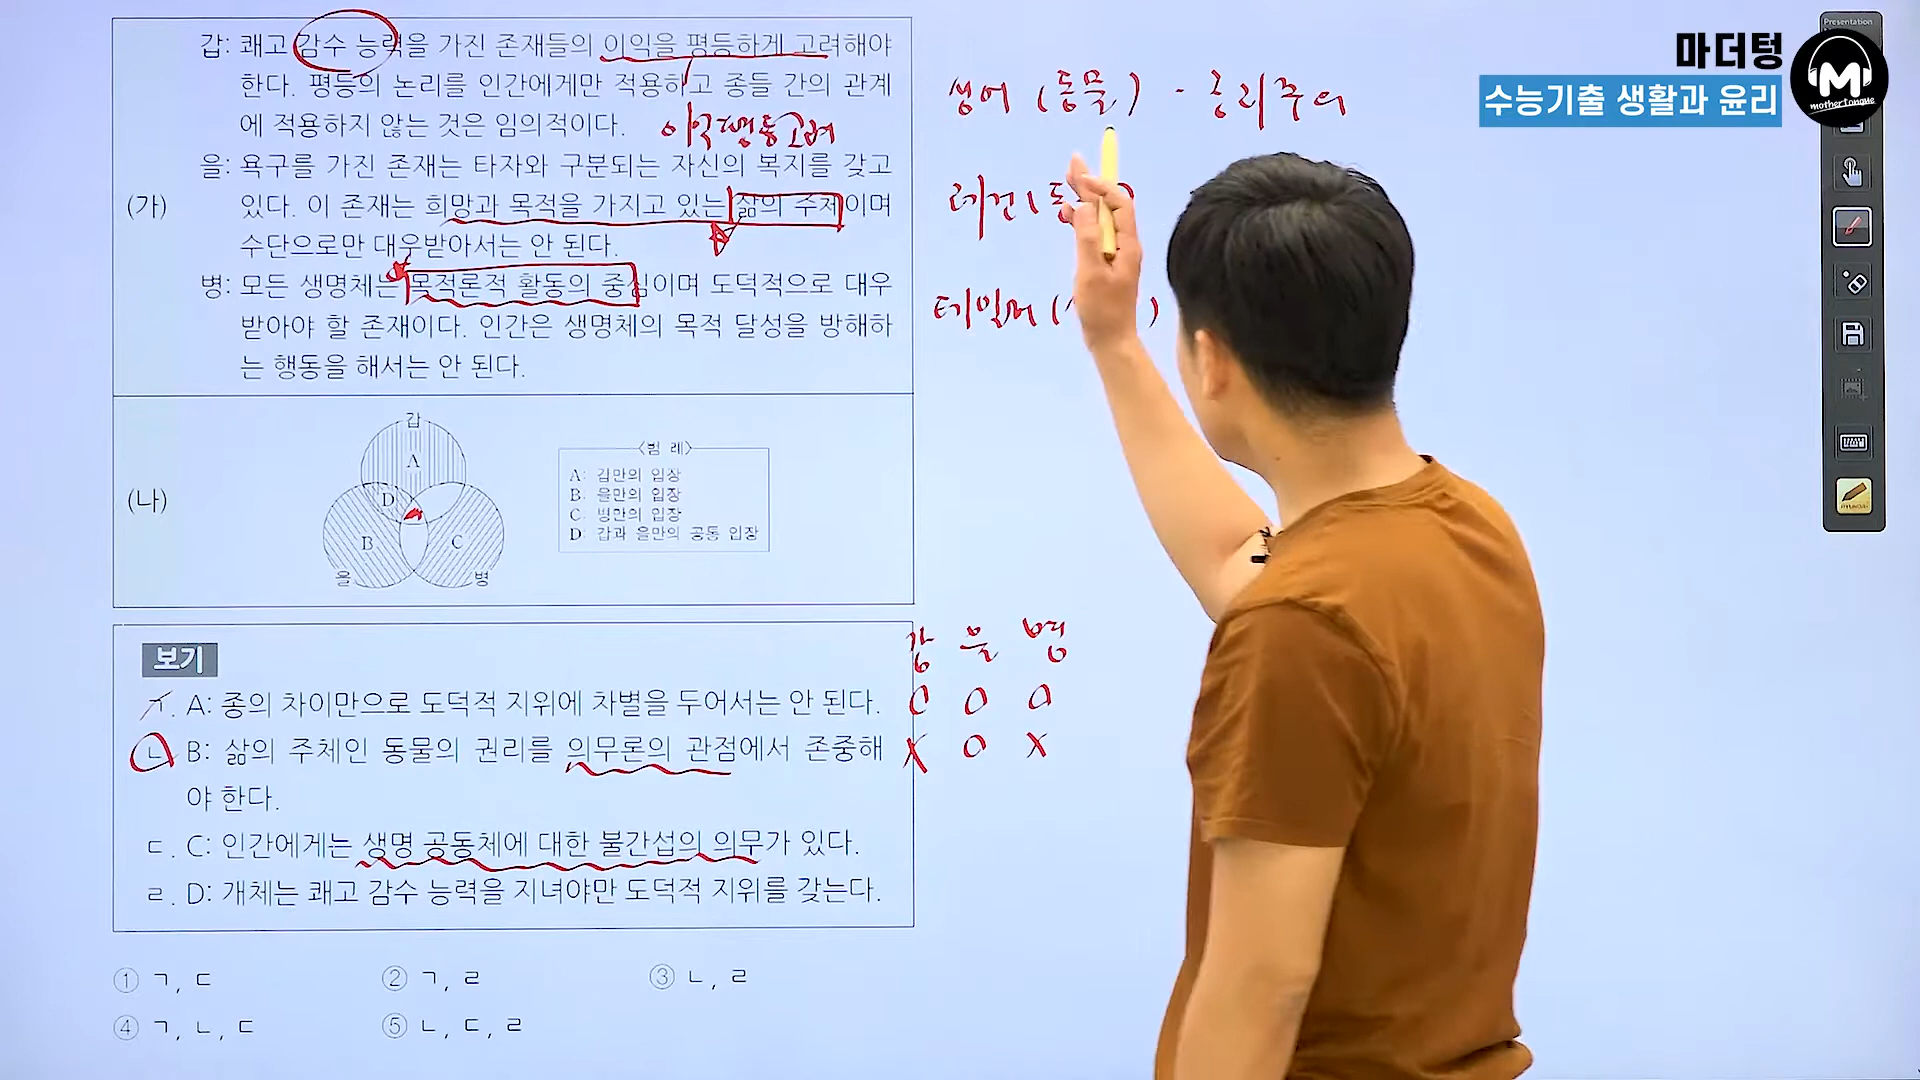 갑: 쾌고 감수 능력을 가진 존재들의 이익을 평등하게 고려해야
한다. 평등의 논리를 인간에게만 적용하고 종들 간의 관계
에 적용하지 않는 것은 임의적이다.
이익평등고려
을: 욕구를 가진 존재는 타자와 구분되는 자신의 복지를 갖고
(가)
있다. 이 존재는 희망과 목적을 가지고 있는 삶의 주체이며
수단으로만 대우받아서는 안 된다.
병: 모든 생명체는 목적론적 활동의 중심이며 도덕적으로 대우
받아야 할 존재이다. 인간은 생명체의 목적 달성을 방해하
는 행동을 해서는 안 된다.
(나)
갑
A
D
B
C
을
병
<범 례>
A: 갑만의 입장
B: 을만의 입장
C: 병만의 입장
D: 갑과 을만의 공동 입장
보기
ㄱ. A: 종의 차이만으로 도덕적 지위에 차별을 두어서는 안 된다.
ㄴ. B: 삶의 주체인 동물의 권리를 의무론의 관점에서 존중해
야 한다.
ㄷ. C: 인간에게는 생명 공동체에 대한 불간섭의 의무가 있다.
ㄹ. D: 개체는 쾌고 감수 능력을 지녀야만 도덕적 지위를 갖는다.
① ㄱ, ㄷ
② ㄱ, ㄹ
③ ㄴ, ㄹ
④ ㄱ, ㄴ, ㄷ
⑤ ㄴ, ㄷ, ㄹ
싱어 (동물) - 공리주의
레건 (동
테일러 (
갑 을 병
O O O
X O X
마더텅
수능기출 생활과 윤리
M
mothertongue
Presentation